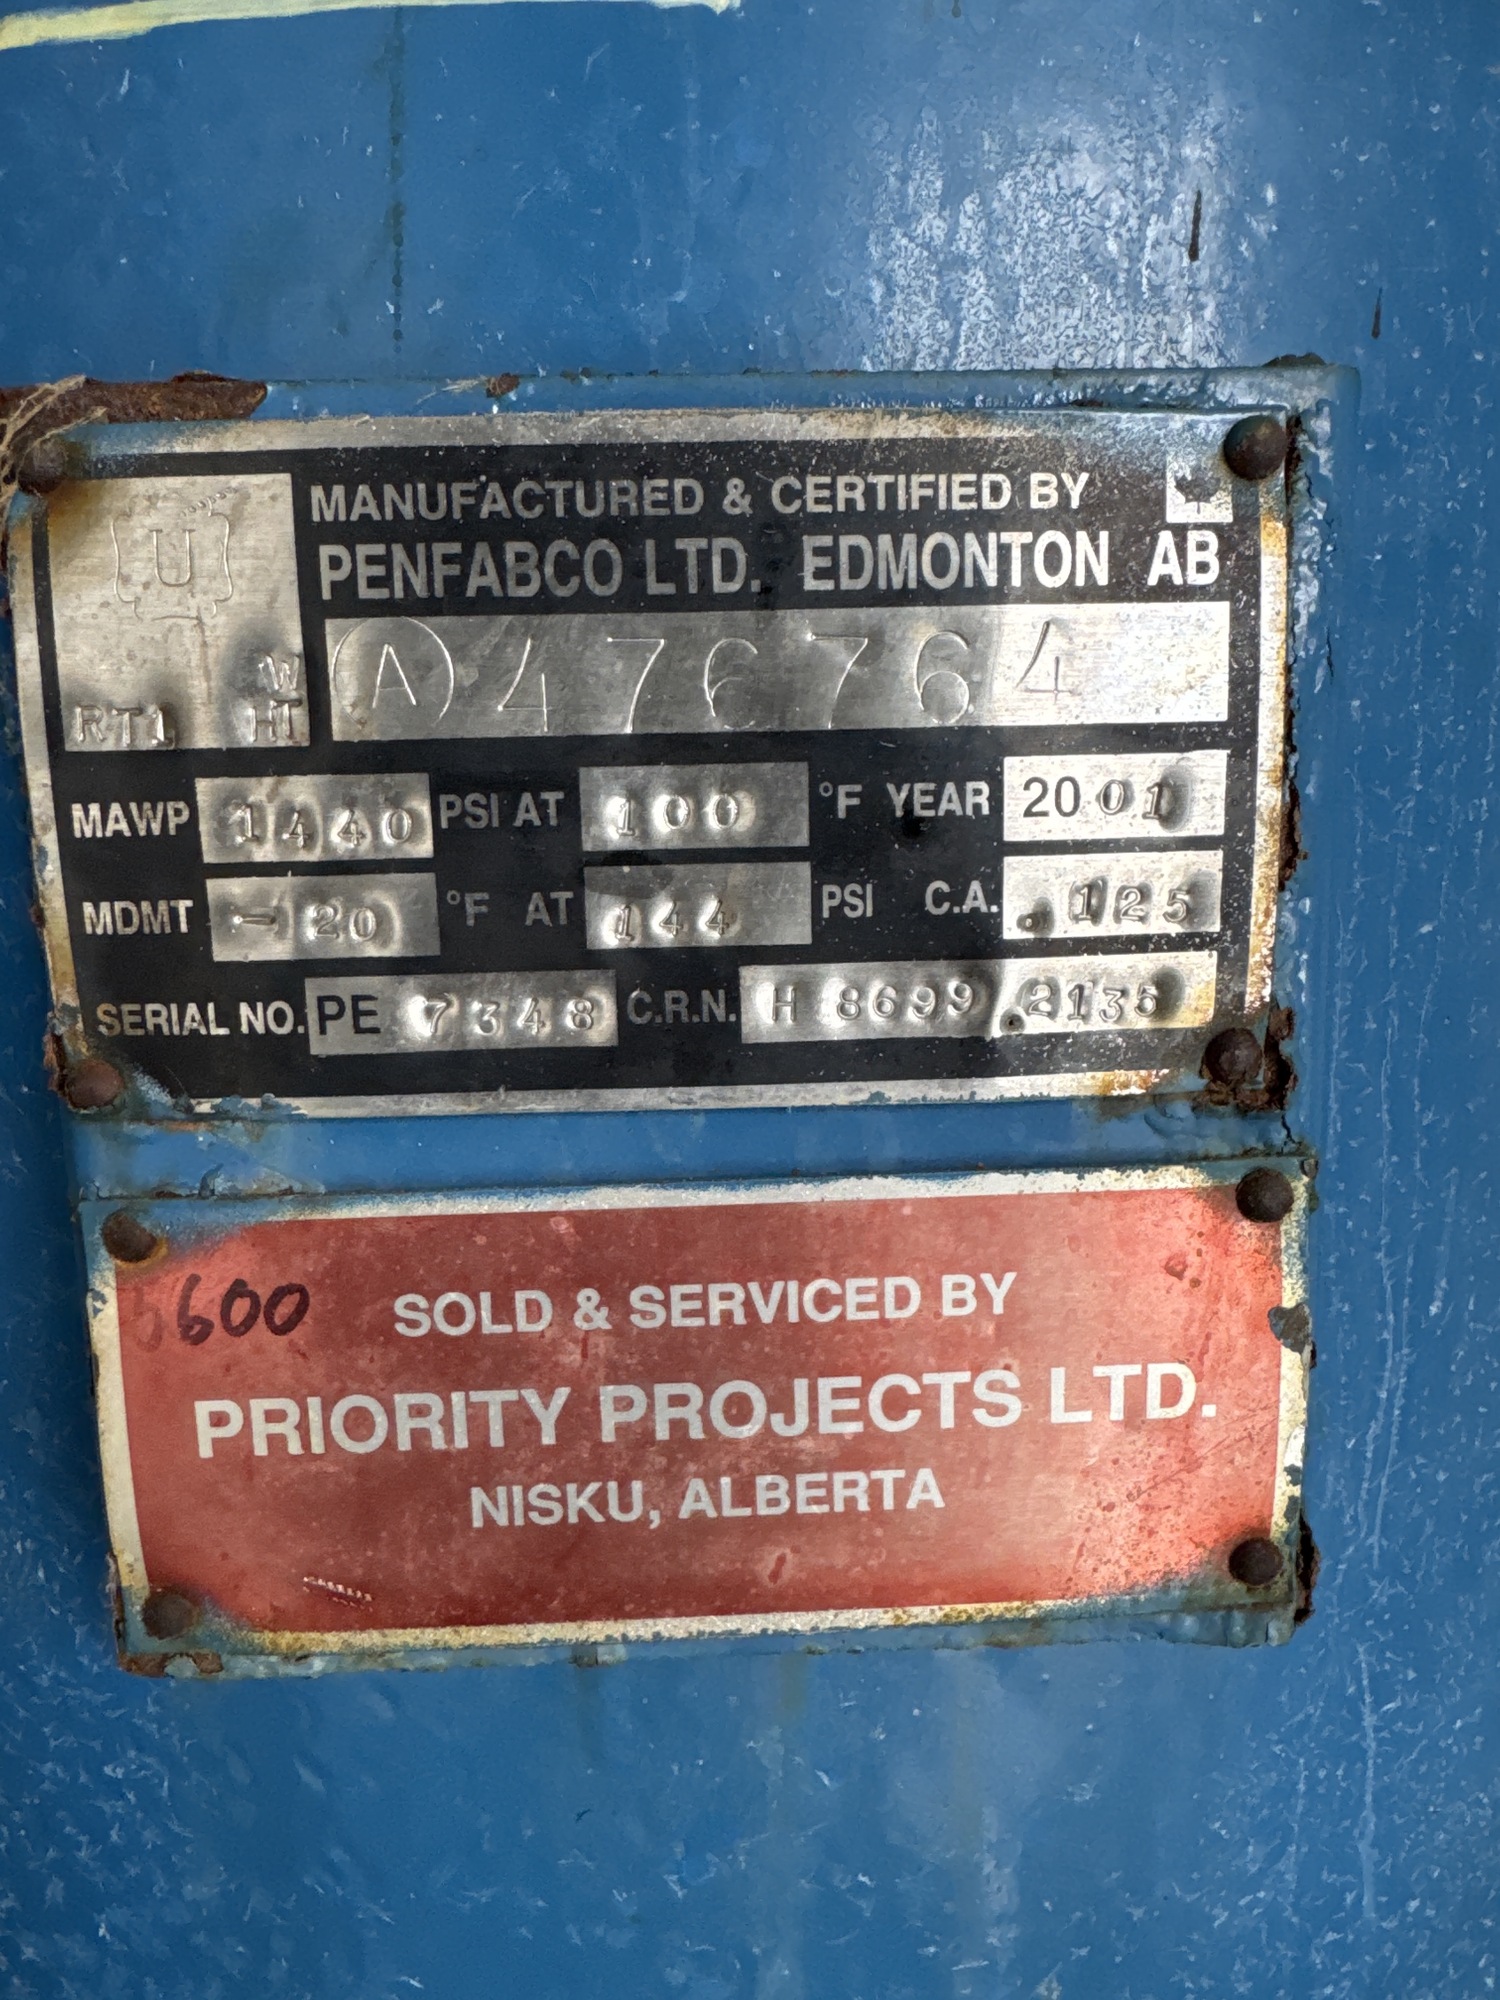 MANUFACTURED & CERTIFIED BY
PENFABCO LTD. EDMONTON AB
U
W
RT1 HT
A 476764
MAWP 1440 PSI AT 100 °F YEAR 2001
MDMT -20 °F AT 144 PSI C.A. .125
SERIAL NO. PE 7348 C.R.N. H 8699.2135
5600
SOLD & SERVICED BY
PRIORITY PROJECTS LTD.
NISKU, ALBERTA